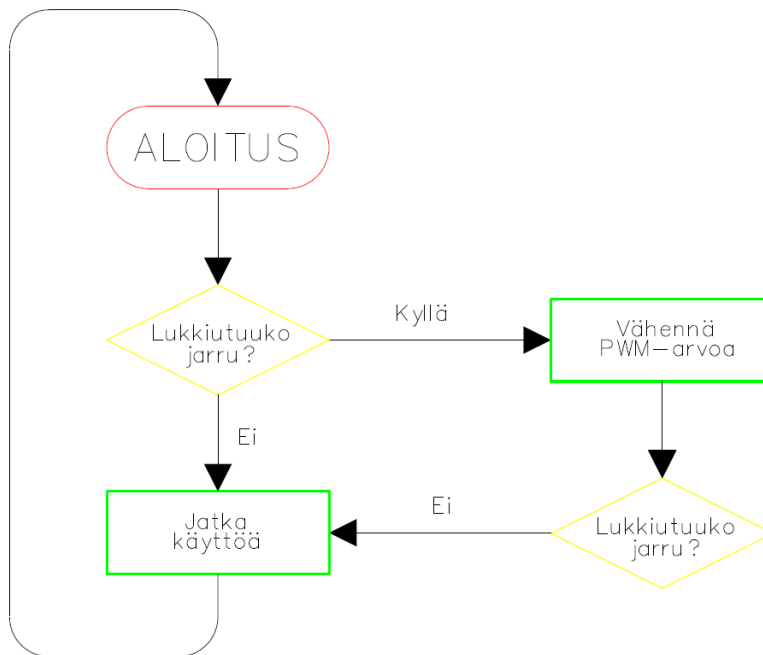 ALOITUS
Lukkiutuuko
jarru?
Kyllä
Vähennä
PWM-arvoa
Ei
Jatka
käyttöä
Ei
Lukkiutuuko
jarru?